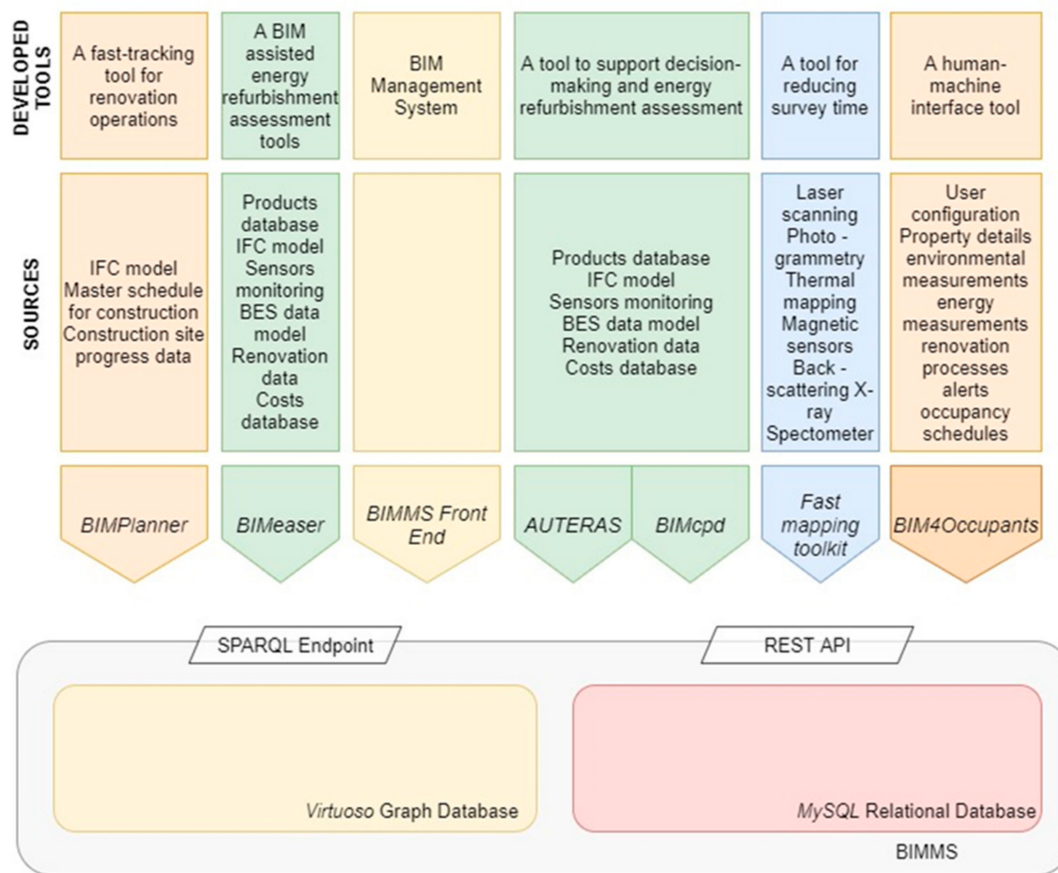 DEVELOPED
TOOLS
A fast-tracking
tool for
renovation
operations
A BIM
assisted
energy
refurbishment
assessment
tools
BIM
Management
System
A tool to support decision-
making and energy
refurbishment assessment
A tool for
reducing
survey time
A human-
machine
interface tool
SOURCES
IFC model
Master schedule
for construction
Construction site
progress data
Products
database
IFC model
Sensors
monitoring
BES data
model
Renovation
data
Costs
database
Products database
IFC model
Sensors monitoring
BES data model
Renovation data
Costs database
Laser
scanning
Photo -
grammetry
Thermal
mapping
Magnetic
sensors
Back -
scattering X-
ray
Spectometer
User
configuration
Property details
environmental
measurements
energy
measurements
renovation
processes
alerts
occupancy
schedules
BIMPlanner
BIMeaser
BIMMS Front
End
AUTERAS
BIMcpd
Fast
mapping
toolkit
BIM4Occupants
SPARQL Endpoint
REST API
Virtuoso Graph Database
MySQL Relational Database
BIMMS